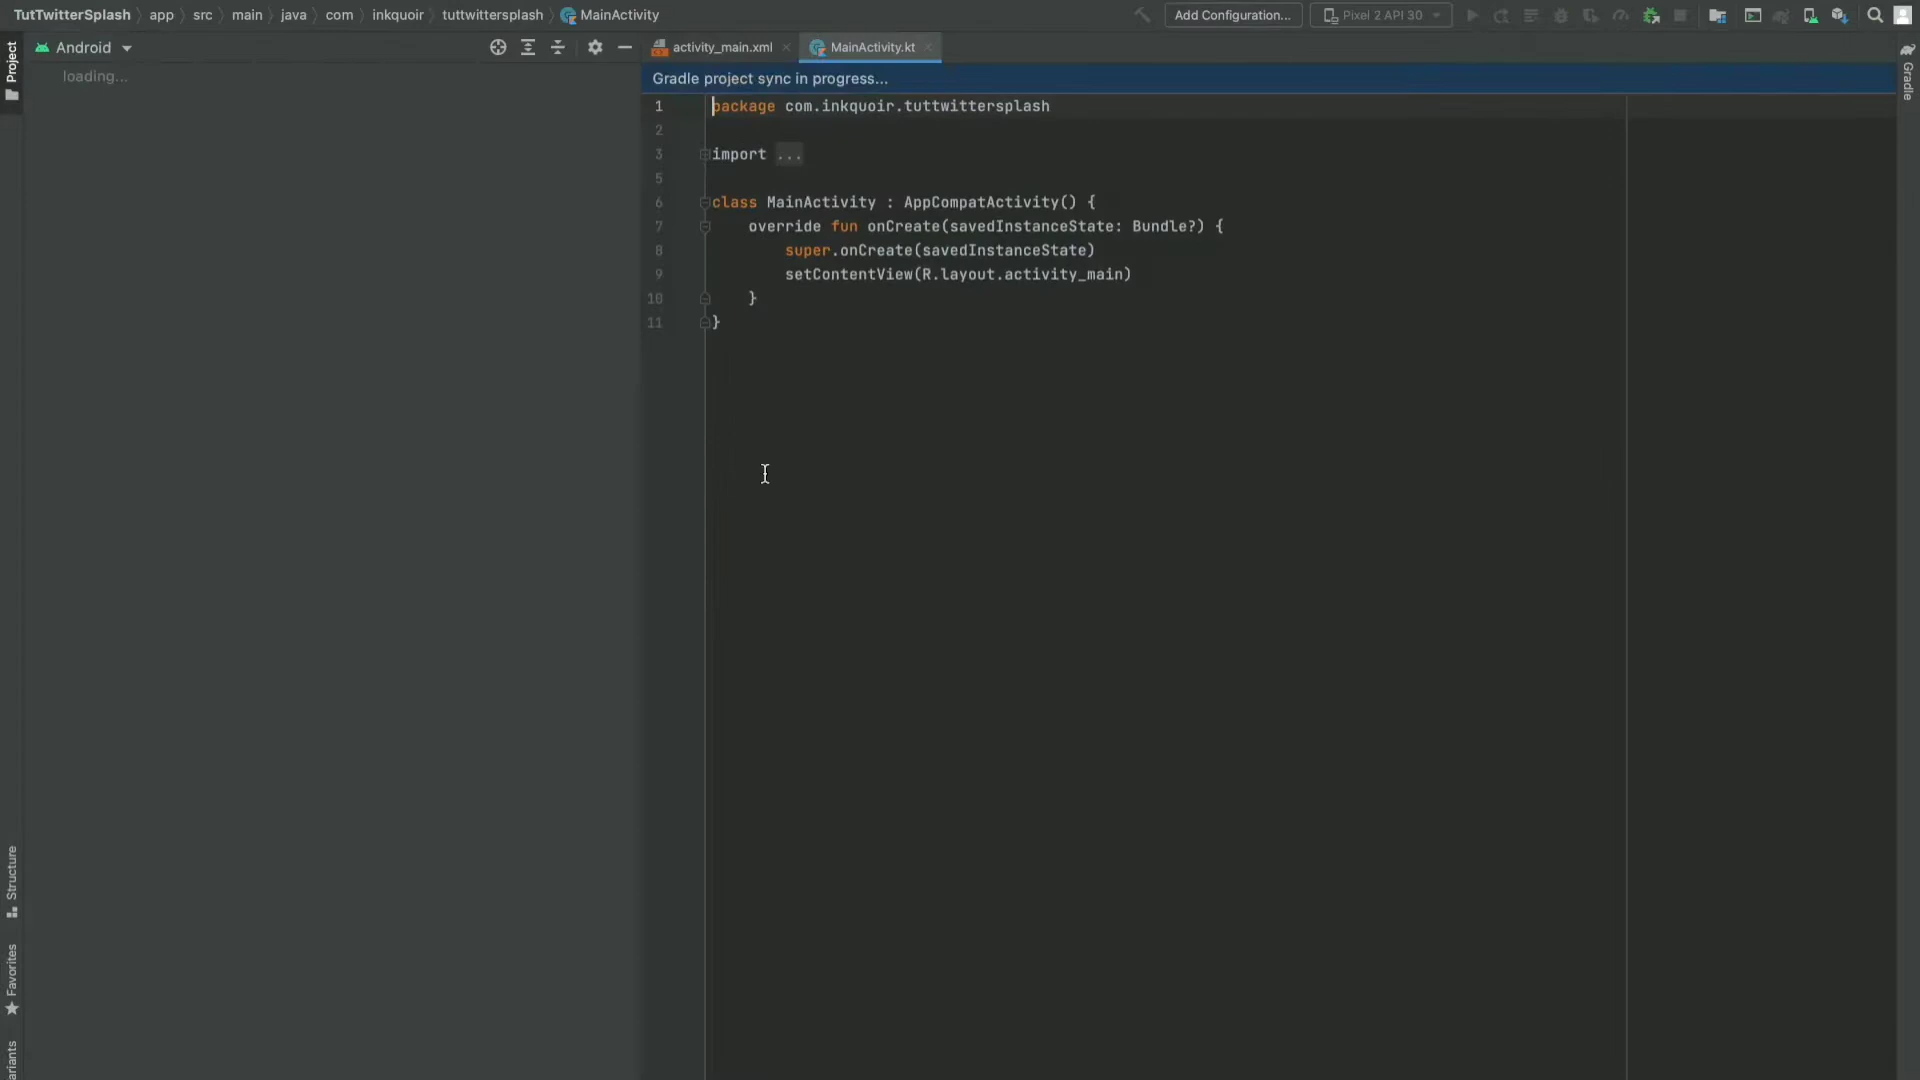 TutTwitterSplash app src main java com inkquoir tuttwittersplash MainActivity
Add Configuration...
Pixel 2 API 30
Project
Android
loading...
activity_main.xml
MainActivity.kt
Gradle
Gradle project sync in progress...
1 package com.inkquoir.tuttwittersplash
2
3 import ...
5
6 class MainActivity : AppCompatActivity() {
7 override fun onCreate(savedInstanceState: Bundle?) {
8 super.onCreate(savedInstanceState)
9 setContentView(R.layout.activity_main)
10 }
11 }
Structure
Favorites
ariants